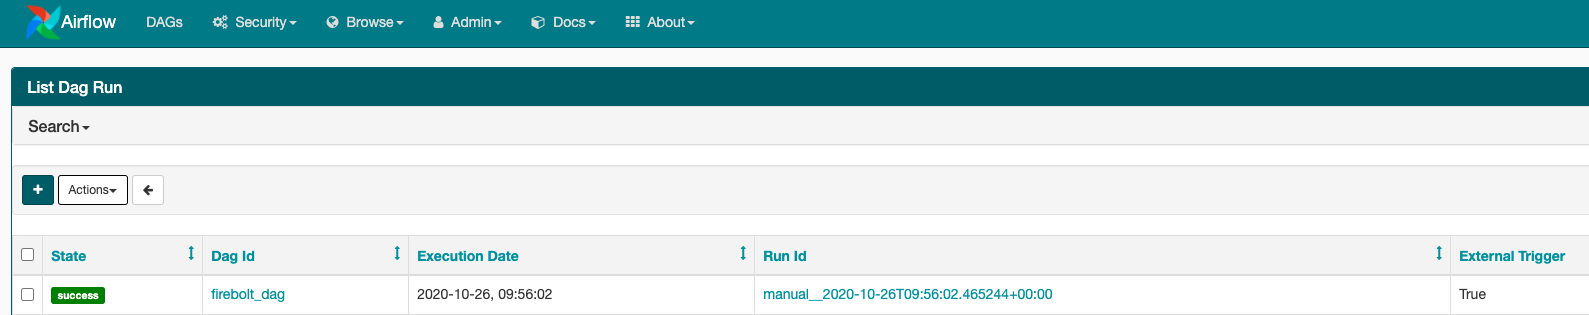 Airflow DAGs Security Browse Admin Docs About
List Dag Run
Search
+ Actions
State Dag Id Execution Date Run Id External Trigger
success firebolt_dag 2020-10-26, 09:56:02 manual__2020-10-26T09:56:02.465244+00:00 True